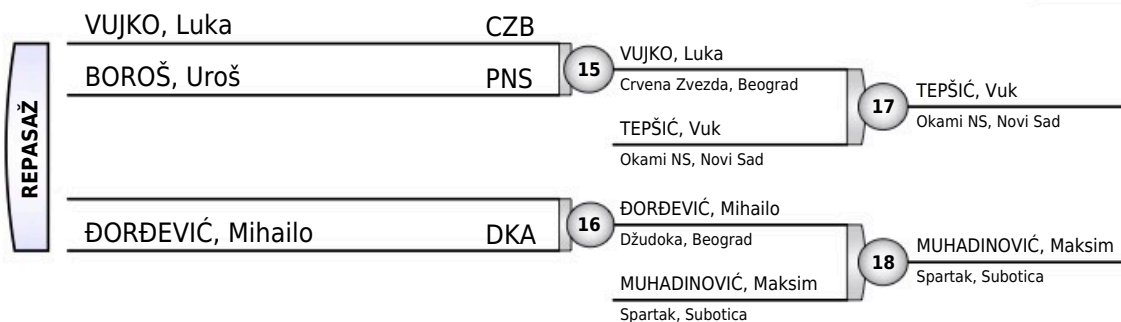 REPASAŽ
VUJKO, Luka CZB
BOROŠ, Uroš PNS
15
VUJKO, Luka
Crvena Zvezda, Beograd
TEPŠIĆ, Vuk
Okami NS, Novi Sad
17
TEPŠIĆ, Vuk
Okami NS, Novi Sad
ĐORĐEVIĆ, Mihailo DKA
16
ĐORĐEVIĆ, Mihailo
Džudoka, Beograd
MUHADINOVIĆ, Maksim
Spartak, Subotica
18
MUHADINOVIĆ, Maksim
Spartak, Subotica